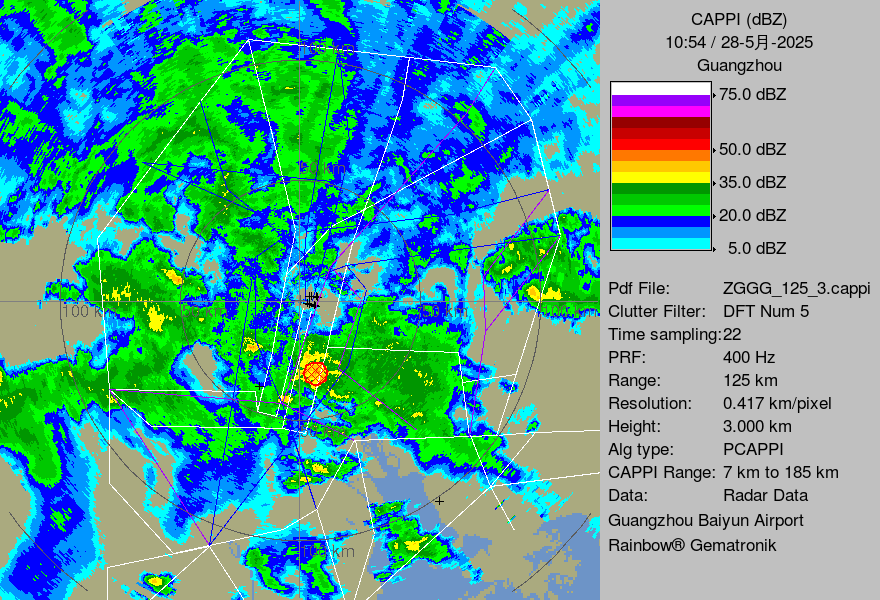 CAPPI (dBZ)
10:54 / 28-5月-2025
Guangzhou
75.0 dBZ
50.0 dBZ
35.0 dBZ
20.0 dBZ
5.0 dBZ
Pdf File: ZGGG_125_3.cappi
Clutter Filter: DFT Num 5
Time sampling:22
PRF: 400 Hz
Range: 125 km
Resolution: 0.417 km/pixel
Height: 3.000 km
Alg type: PCAPPI
CAPPI Range: 7 km to 185 km
Data: Radar Data
Guangzhou Baiyun Airport
Rainbow® Gematronik
100 km
100 km